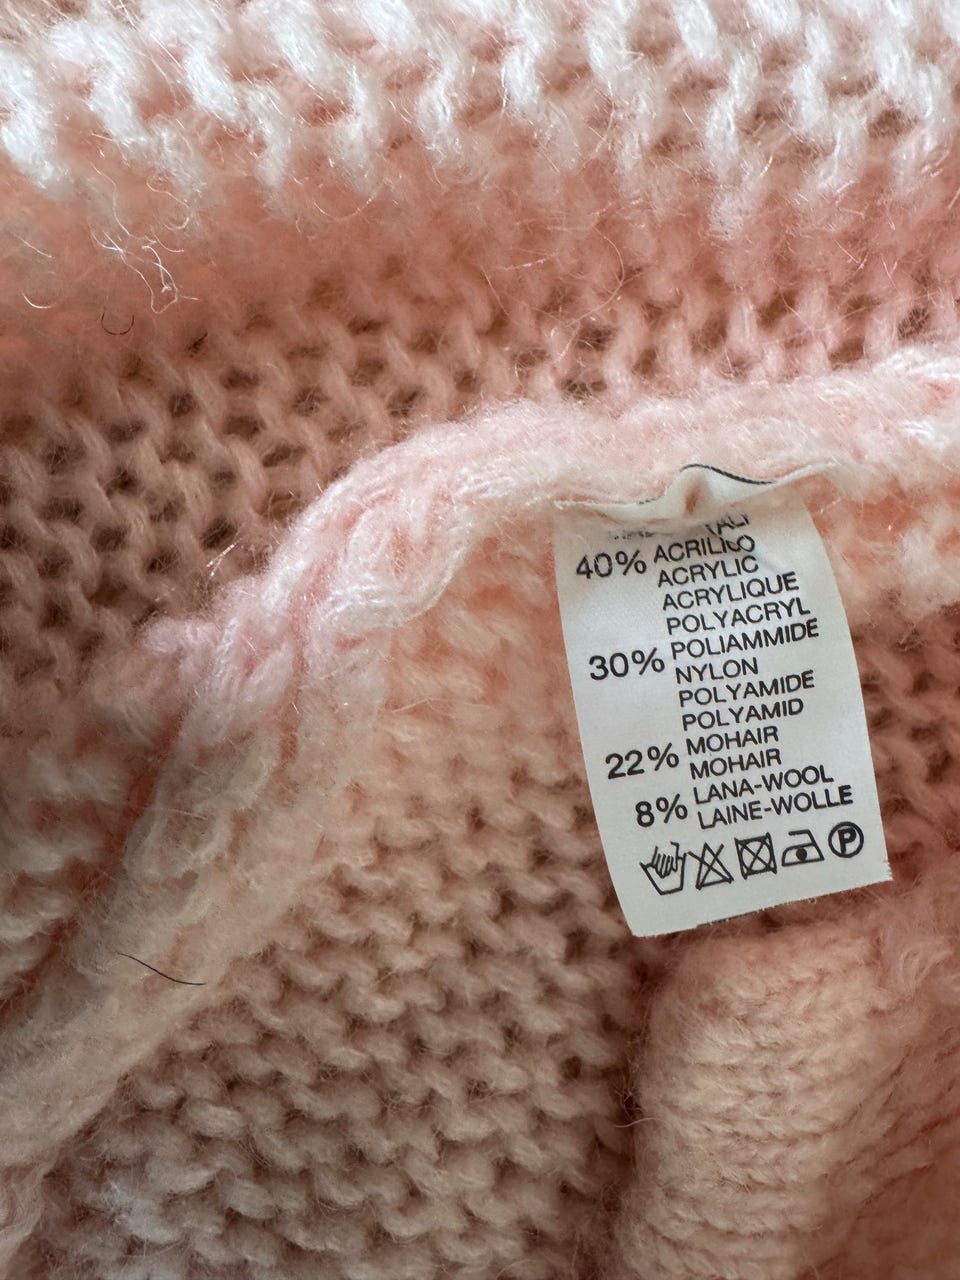 40% ACRILICO
ACRYLIC
ACRYLIQUE
POLYACRYL
30% POLIAMMIDE
NYLON
POLYAMIDE
POLYAMID
22% MOHAIR
MOHAIR
8% LANA-WOOL
LAINE-WOLLE
P